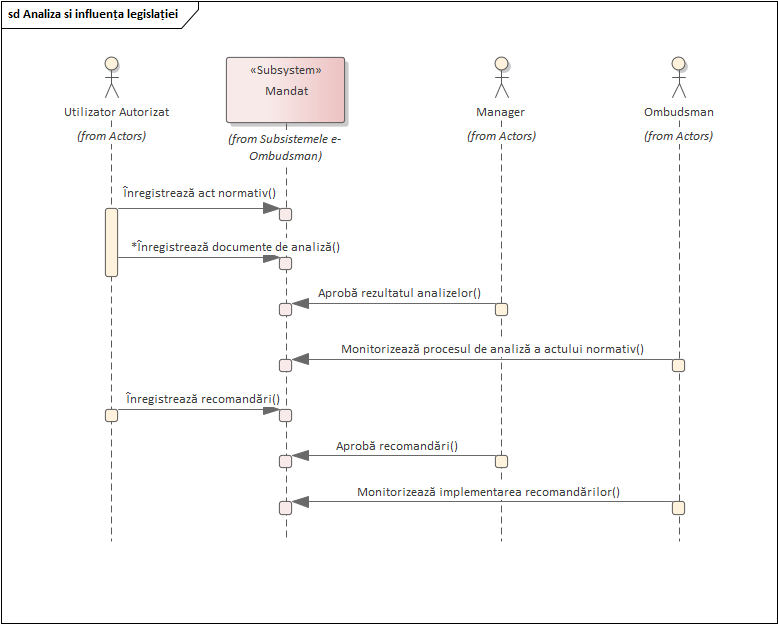 sd Analiza si influența legislației
«Subsystem»
Mandat
Utilizator Autorizat
Manager
Ombudsman
(from Actors)
(from Subsistemele e-
Ombudsman)
(from Actors)
(from Actors)
Înregistrează act normativ()
*Înregistrează documente de analiză()
Aprobă rezultatul analizelor()
Monitorizează procesul de analiză a actului normativ()
Înregistrează recomandări()
Aprobă recomandări()
Monitorizează implementarea recomandărilor()